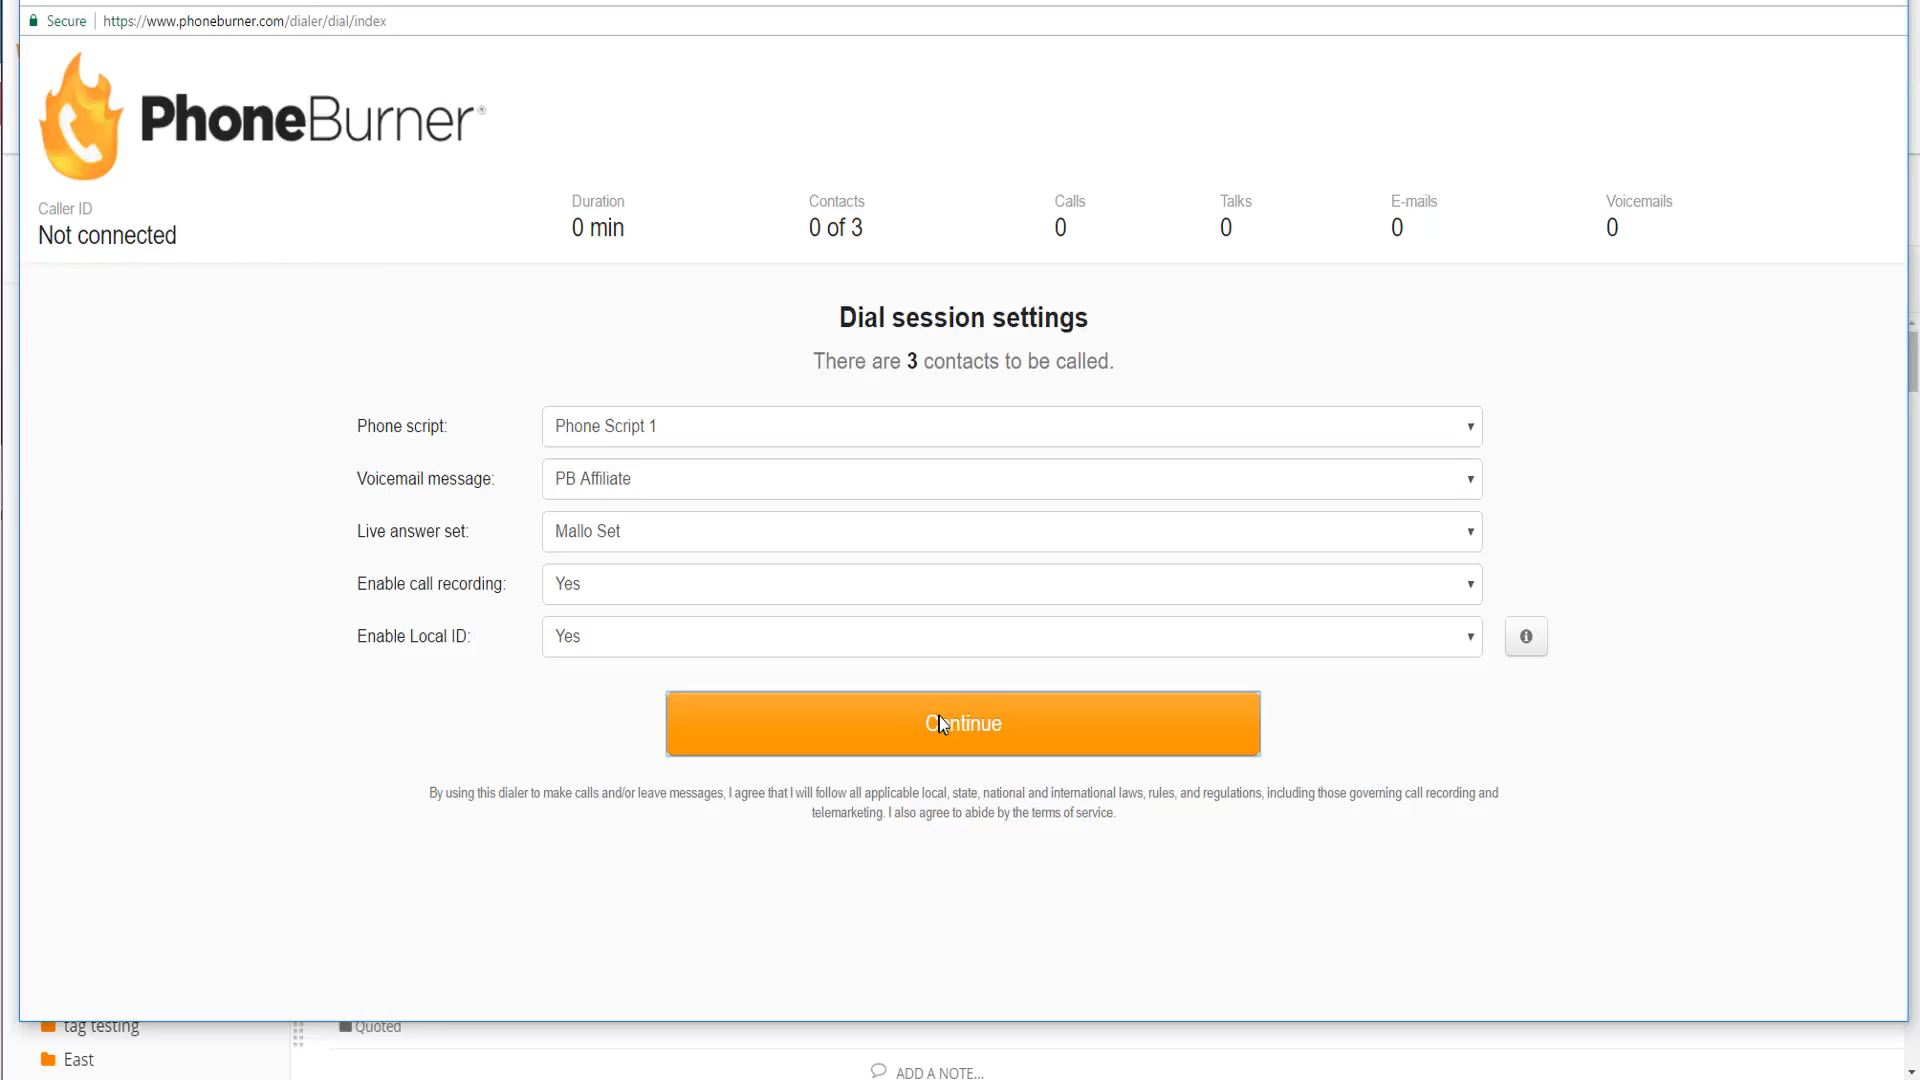 Secure https://www.phoneburner.com/dialer/dial/index
PhoneBurner®
Caller ID
Not connected
Duration
0 min
Contacts
0 of 3
Calls
0
Talks
0
E-mails
0
Voicemails
0
Dial session settings
There are 3 contacts to be called.
Phone script: Phone Script 1
Voicemail message: PB Affiliate
Live answer set: Mallo Set
Enable call recording: Yes
Enable Local ID: Yes
Continue
By using this dialer to make calls and/or leave messages, I agree that I will follow all applicable local, state, national and international laws, rules, and regulations, including those governing call recording and
telemarketing. I also agree to abide by the terms of service.
tag testing
Quoted
East
ADD A NOTE...